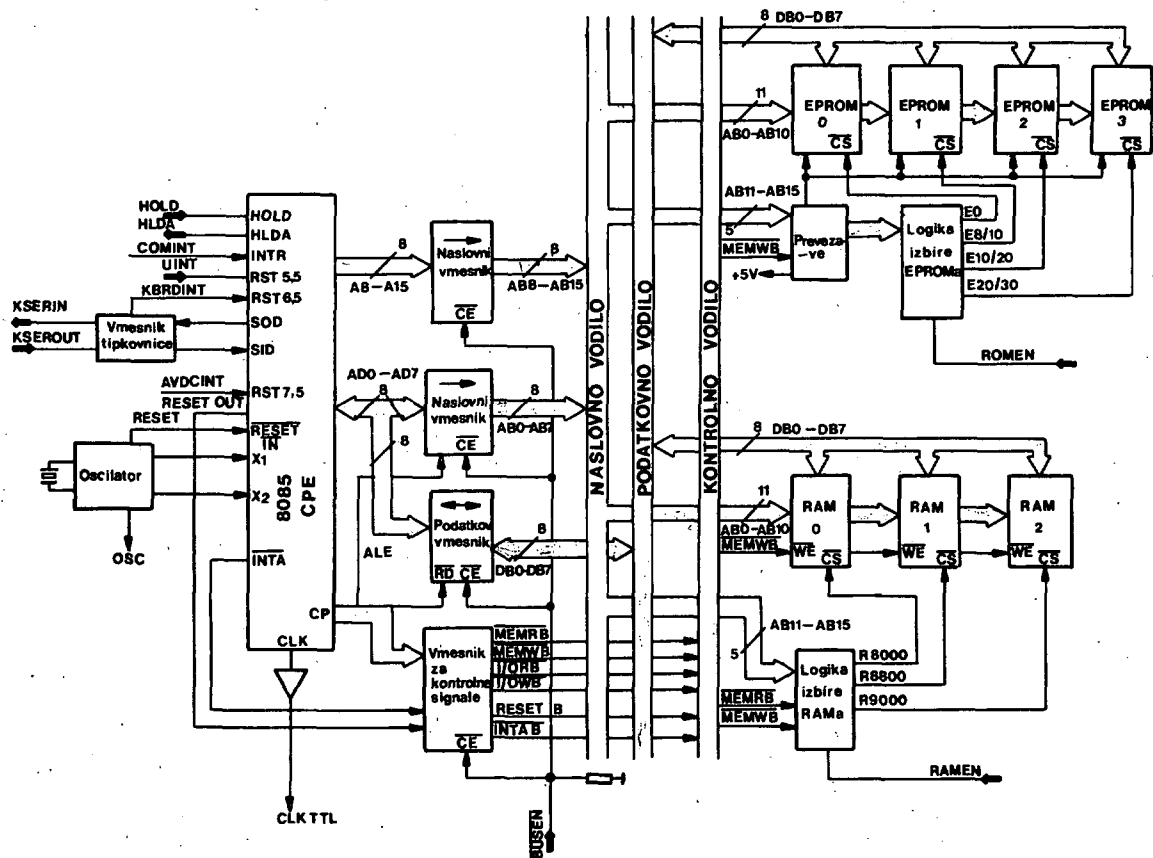 HOLD
HLDA
COMINT
UINT
KBRDINT
KSERIN
KSEROUT
Vmesnik
tipkovnice
AVDCINT
RESET OUT
RESET
Oscilator
OSC
HOLD
HLDA
INTR
RST 5,5
RST 6,5
SOD
SID
RST 7,5
RESET
IN
X1
X2
8085
CPE
INTA
CP
CLK
CLK TTL
8
A8-A15
AD0-AD7
8
8
ALE
Naslovni
vmesnik
CE
8
AB8-AB15
Naslovni
vmesnik
CE
8
AB0-AB7
Podatkov
vmesnik
RD CE
8
DB0-DB7
Vmesnik
za
kontrolne
signale
CE
MEMRB
MEMWB
I/ORB
I/OWB
RESET B
INTAB
BUSEN
NASLOVNO VODILO
PODATKOVNO VODILO
KONTROLNO VODILO
8 DB0-DB7
11
AB0-AB10
EPROM
0
CS
EPROM
1
CS
EPROM
2
CS
EPROM
3
CS
AB11-AB15
5
MEMWB
+5V
Preveza
-ve
Logika
izbire
EPROMa
E0
E8/10
E10/20
E20/30
ROMEN
8 DB0-DB7
11
AB0-AB10
MEMWB
RAM
0
WE
CS
RAM
1
WE
CS
RAM
2
WE
CS
AB11-AB15
5
MEMRB
MEMWB
Logika
izbire
RAMa
R8000
R8800
R9000
RAMEN